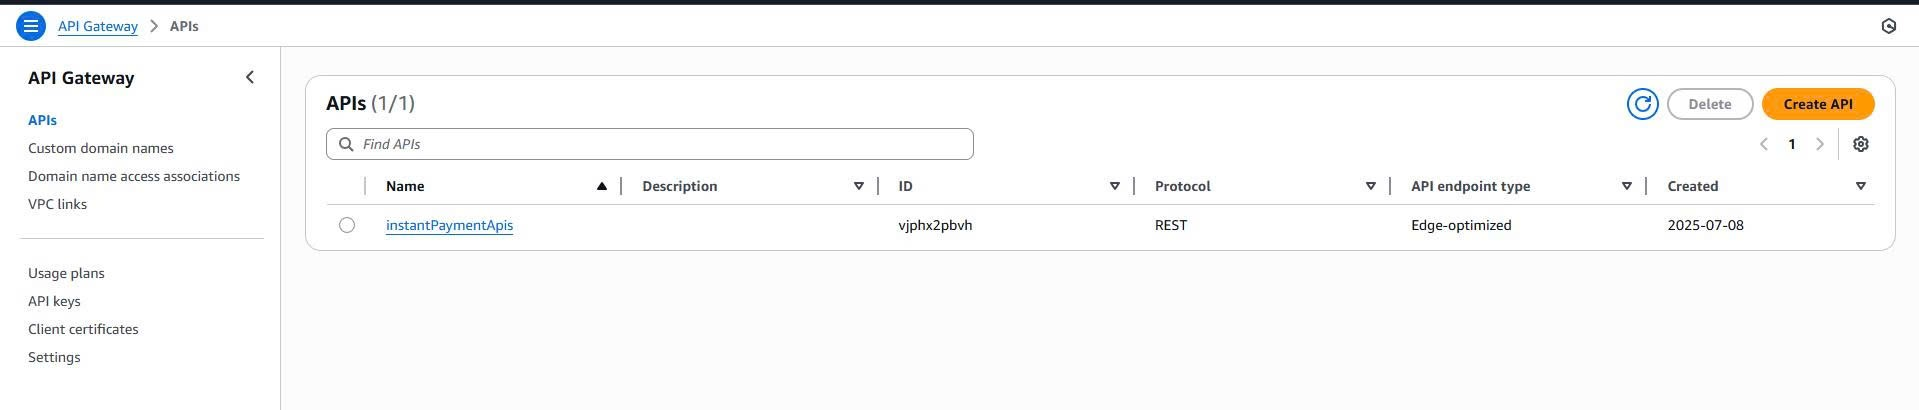 API Gateway > APIs
API Gateway
APIs
Custom domain names
Domain name access associations
VPC links
Usage plans
API keys
Client certificates
Settings
APIs (1/1)
Delete
Create API
Find APIs
1
Name Description ID Protocol API endpoint type Created
instantPaymentApis vjphx2pbvh REST Edge-optimized 2025-07-08